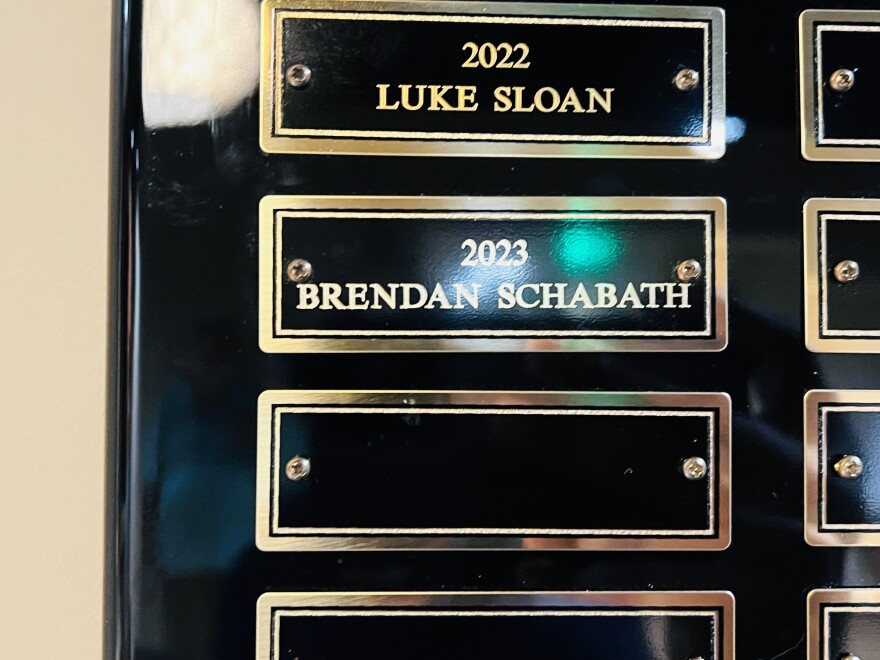 2022
LUKE SLOAN
2023
BRENDAN SCHABATH